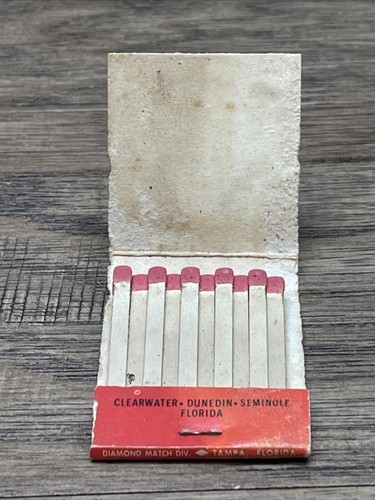 CLEARWATER • DUNEDIN • SEMINOLE
FLORIDA
DIAMOND MATCH DIV. TAMPA, FLORIDA